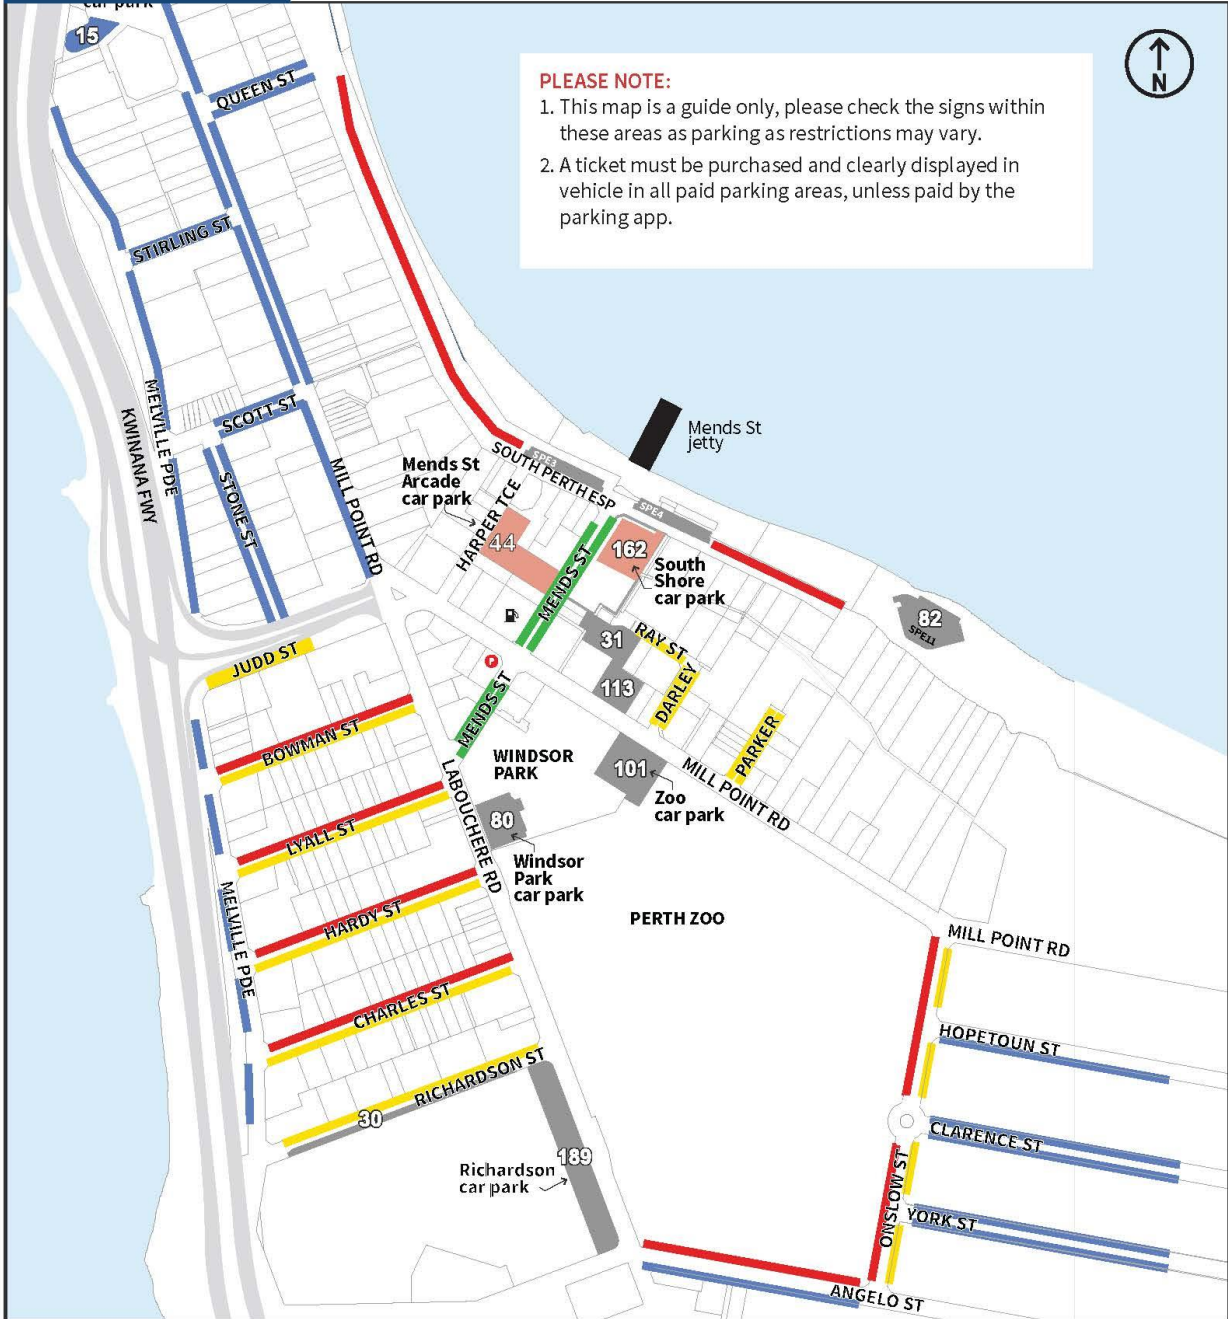 car park
15
QUEEN ST
PLEASE NOTE:
1. This map is a guide only, please check the signs within
these areas as parking as restrictions may vary.
2. A ticket must be purchased and clearly displayed in
vehicle in all paid parking areas, unless paid by the
parking app.
N
STIRLING ST
MELVILLE PDE
KWINANA FWY
SCOTT ST
STONE ST
MILL POINT RD
Mends St
jetty
Mends St
Arcade
car park
SOUTH PERTH ESP
SPE3
SPE4
HARPER TCE
44
MENDS ST
162
South
Shore
car park
82
SPE11
31
RAY ST
113
DARLEY
PARKER
JUDD ST
P
MENDS ST
BOWMAN ST
WINDSOR
PARK
101
Zoo
car park
MILL POINT RD
LABOUCHERE RD
LYALL ST
80
Windsor
Park
car park
HARDY ST
MELVILLE PDE
PERTH ZOO
MILL POINT RD
CHARLES ST
HOPETOUN ST
RICHARDSON ST
30
CLARENCE ST
189
Richardson
car park
ONSLOW ST
YORK ST
ANGELO ST